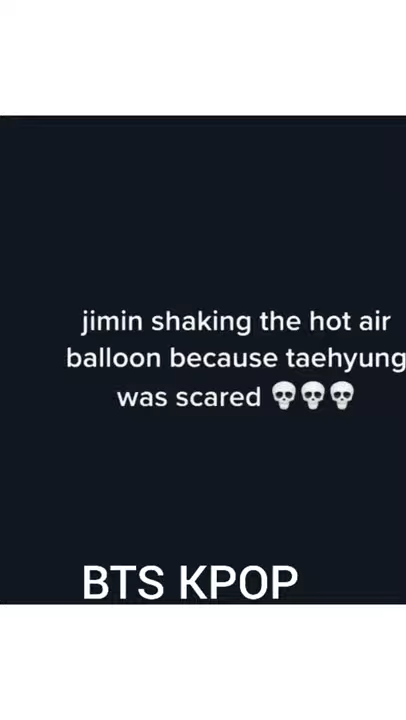 jimin shaking the hot air
balloon because taehyung
was scared 💀💀💀
BTS KPOP